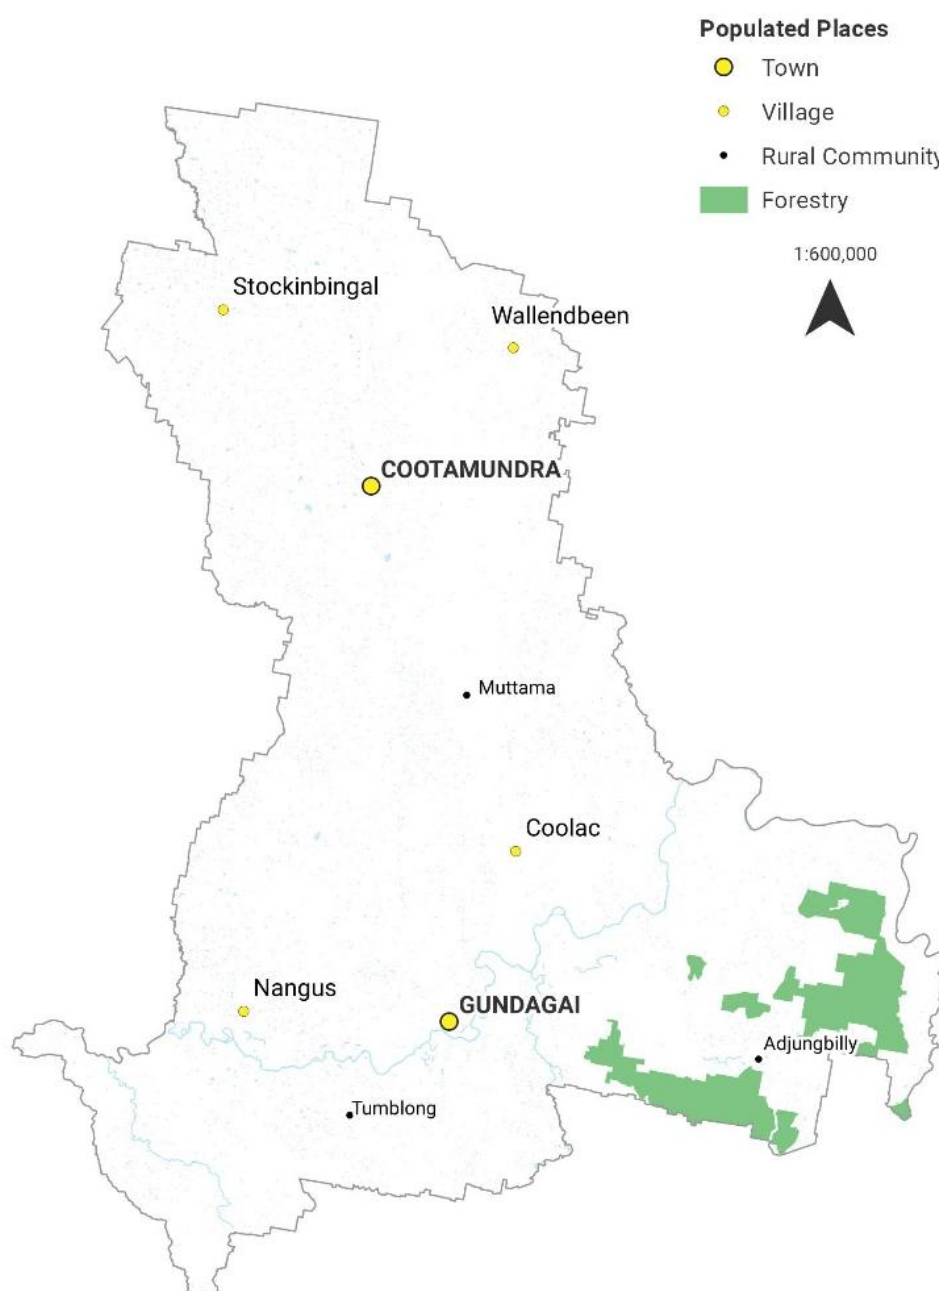 Populated Places
Town
Village
Rural Community
Forestry
1:600,000
Stockinbingal
Wallendbeen
COOTAMUNDRA
Muttama
Coolac
Nangus
GUNDAGAI
Adjungbilly
Tumblong